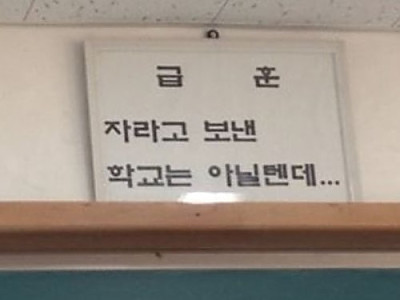 급 훈
자라고 보낸
학교는 아닐텐데...